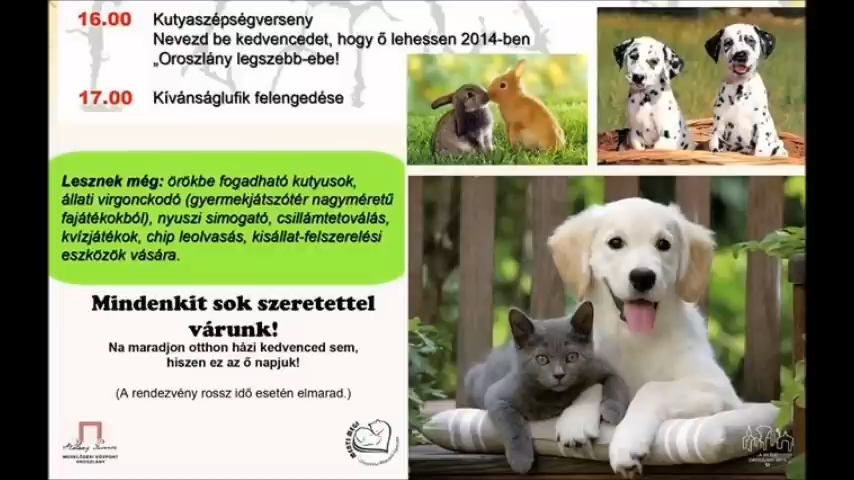 16.00 Kutyaszépségverseny
Nevezd be kedvencedet, hogy ő lehessen 2014-ben
„Oroszlány legszebb-ebe!
17.00 Kívánságlufik felengedése
Lesznek még: örökbe fogadható kutyusok,
állati virgonckodó (gyermekjátszótér nagyméretű
fajátékokból), nyuszi simogató, csillámtetoválás,
kvízjátékok, chip leolvasás, kisállat-felszerelési
eszközök vására.
Mindenkit sok szeretettel
várunk!
Na maradjon otthon házi kedvenced sem,
hiszen ez az ő napjuk!
(A rendezvény rossz idő esetén elmarad.)
MŰVELŐDÉSI KÖZPONT
OROSZLÁNY